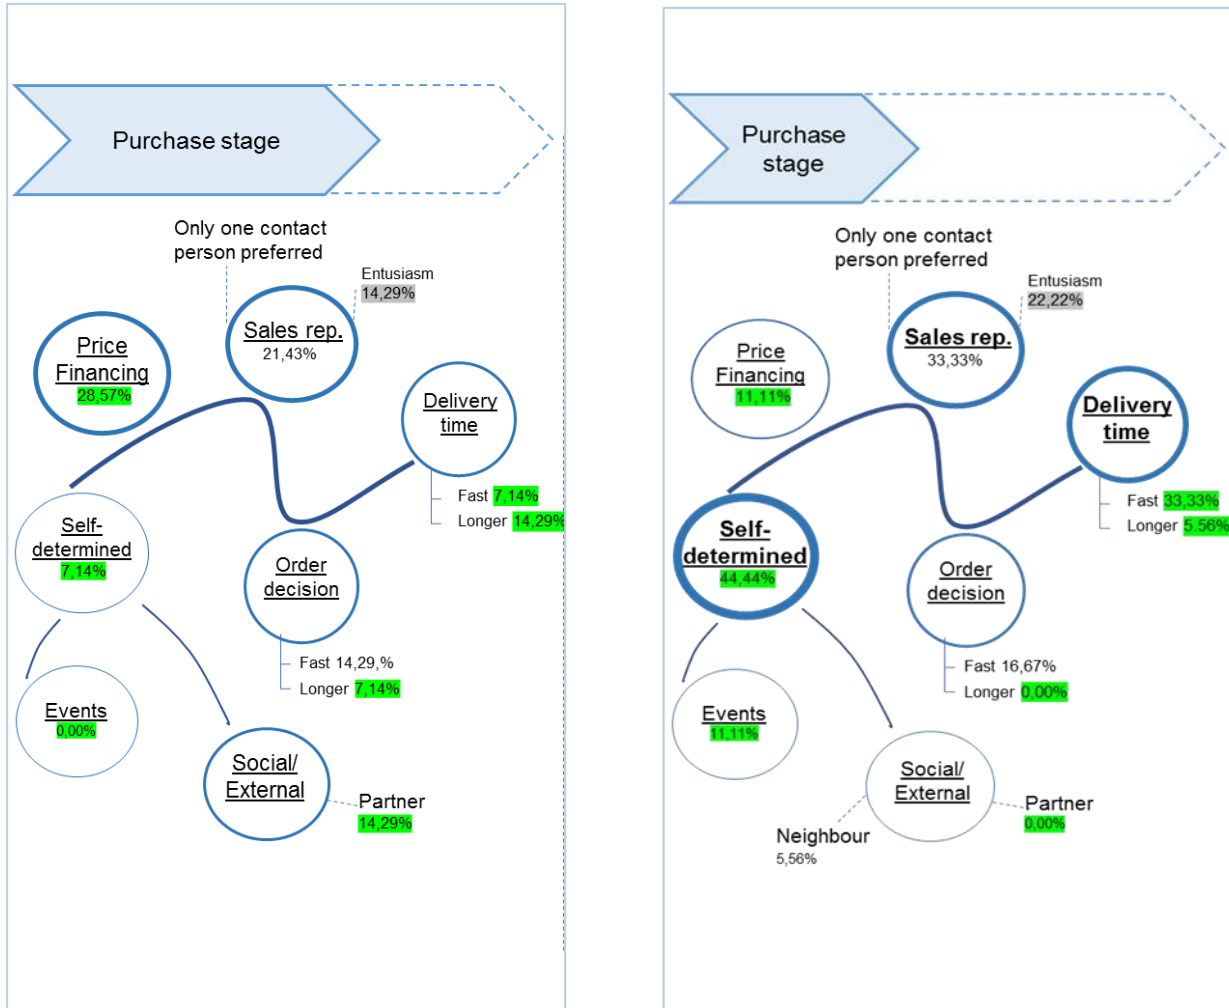 Purchase stage
Only one contact
person preferred
Entusiasm
14,29%
Sales rep.
21,43%
Price
Financing
28,57%
Delivery
time
Fast 7,14%
Longer 14,29%
Self-
determined
7,14%
Order
decision
Fast 14,29,%
Longer 7,14%
Events
0,00%
Social/
External
Partner
14,29%
Purchase
stage
Only one contact
person preferred
Entusiasm
22,22%
Sales rep.
33,33%
Price
Financing
11,11%
Delivery
time
Fast 33,33%
Longer 5,56%
Self-
determined
44,44%
Order
decision
Fast 16,67%
Longer 0,00%
Events
11,11%
Social/
External
Partner
0,00%
Neighbour
5,56%